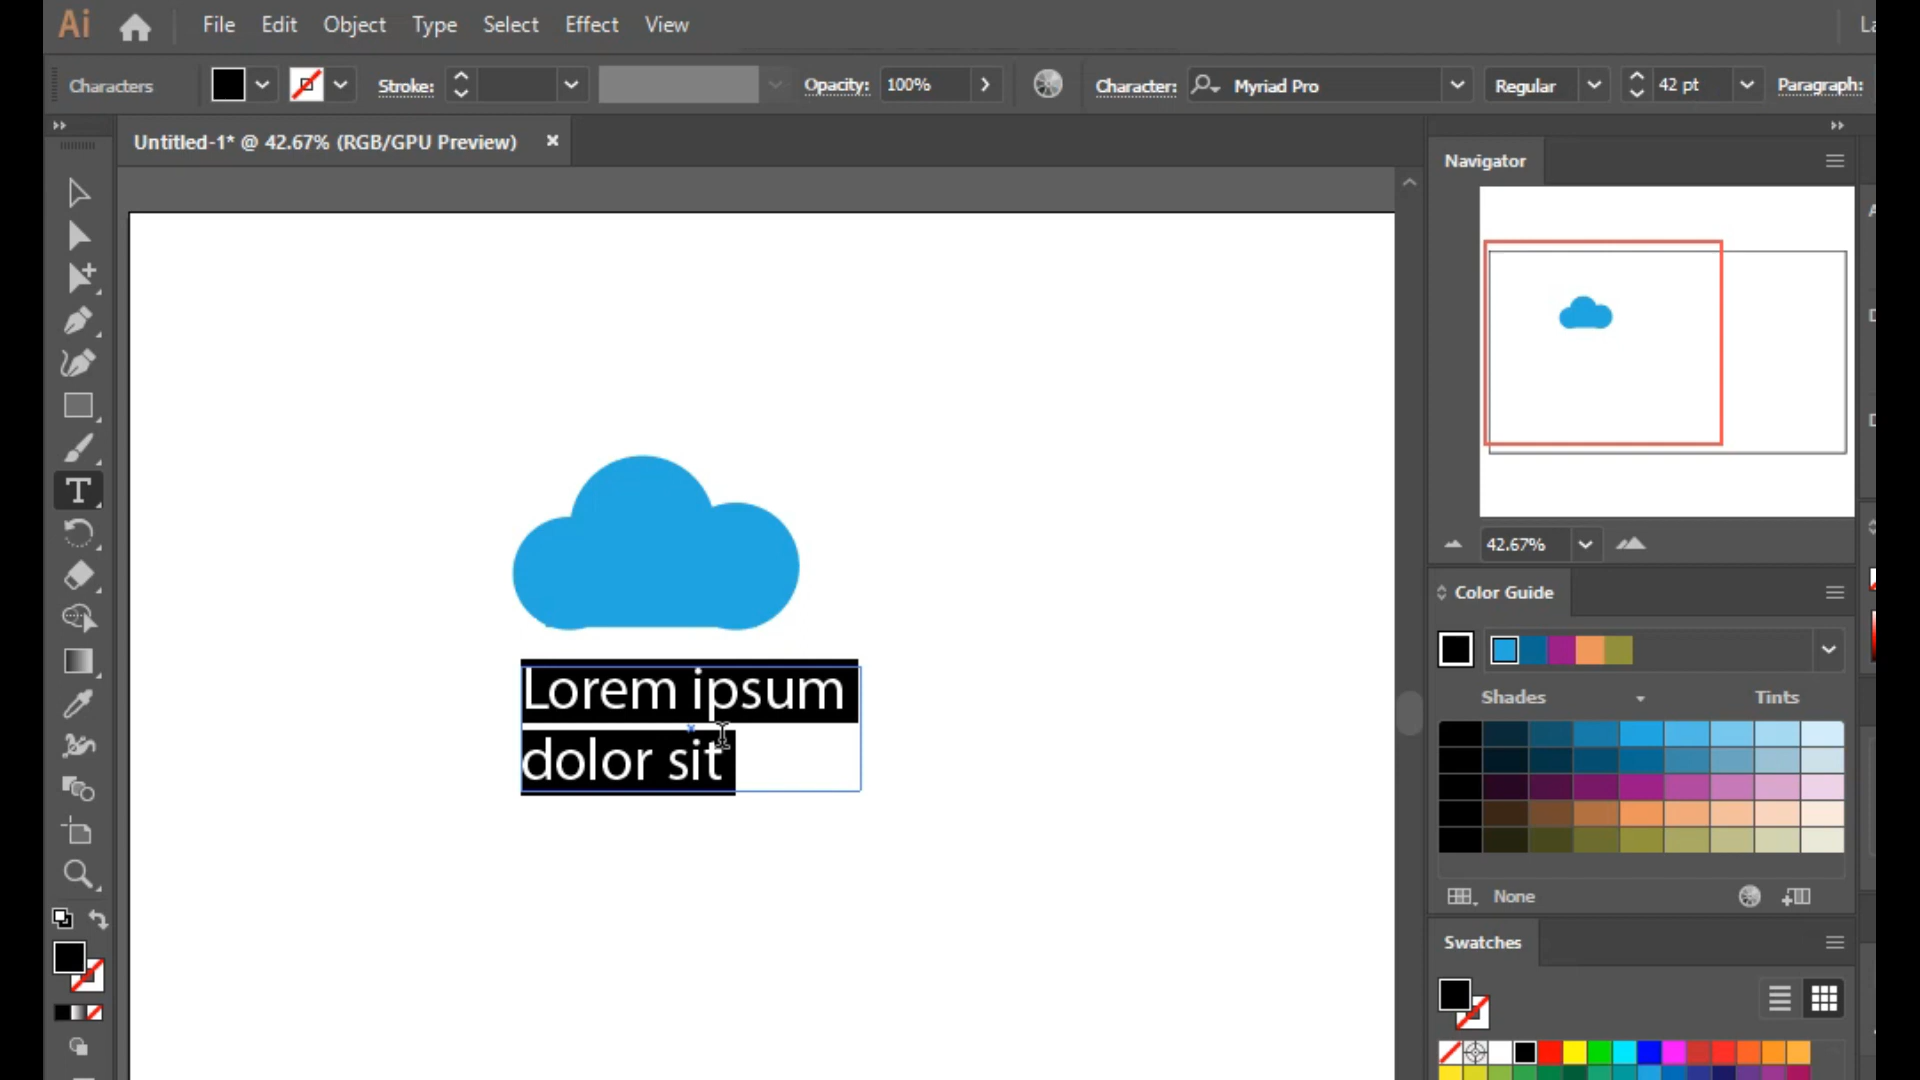 Ai File Edit Object Type Select Effect View
Characters Stroke: Opacity: 100% Character: Myriad Pro Regular 42 pt Paragraph:
Untitled-1* @ 42.67% (RGB/GPU Preview)
Navigator
T
42.67%
Color Guide
Shades Tints
Lorem ipsum
dolor sit
None
Swatches